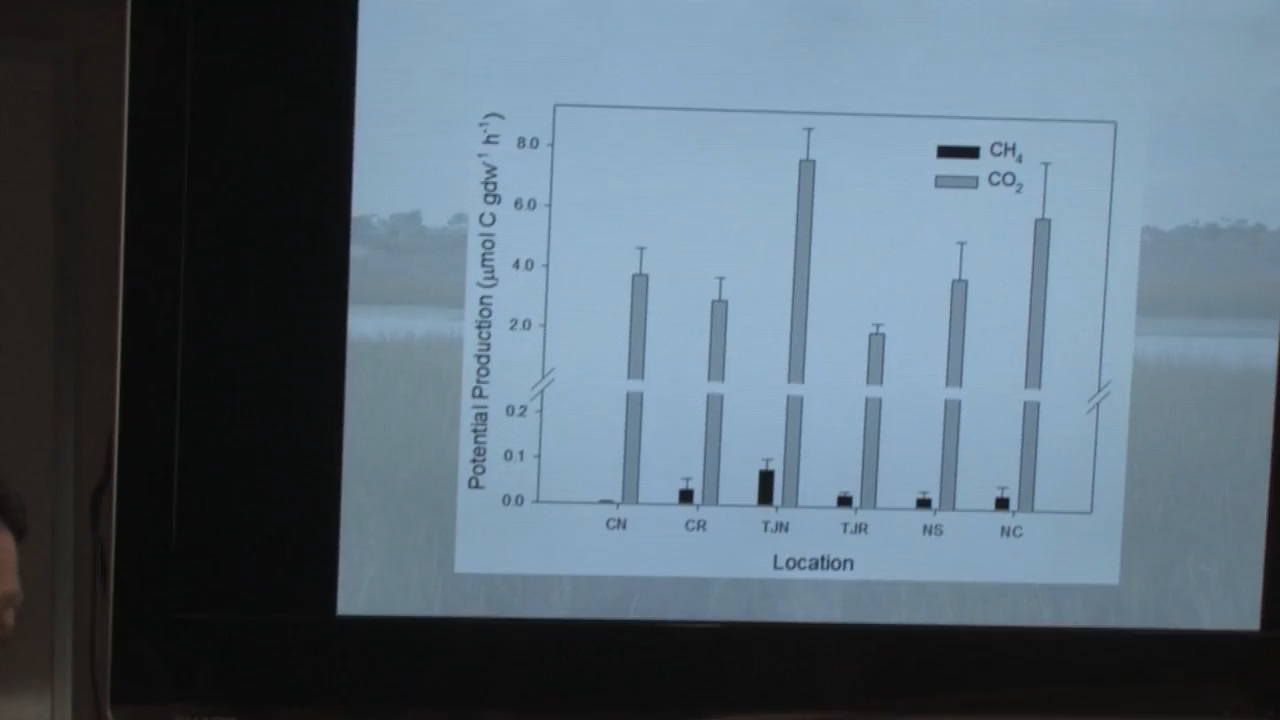 Potential Production (μmol C gdw⁻¹ h⁻¹)
8.0
6.0
4.0
2.0
0.2
0.1
0.0
CH₄
CO₂
CN CR TJN TJR NS NC
Location